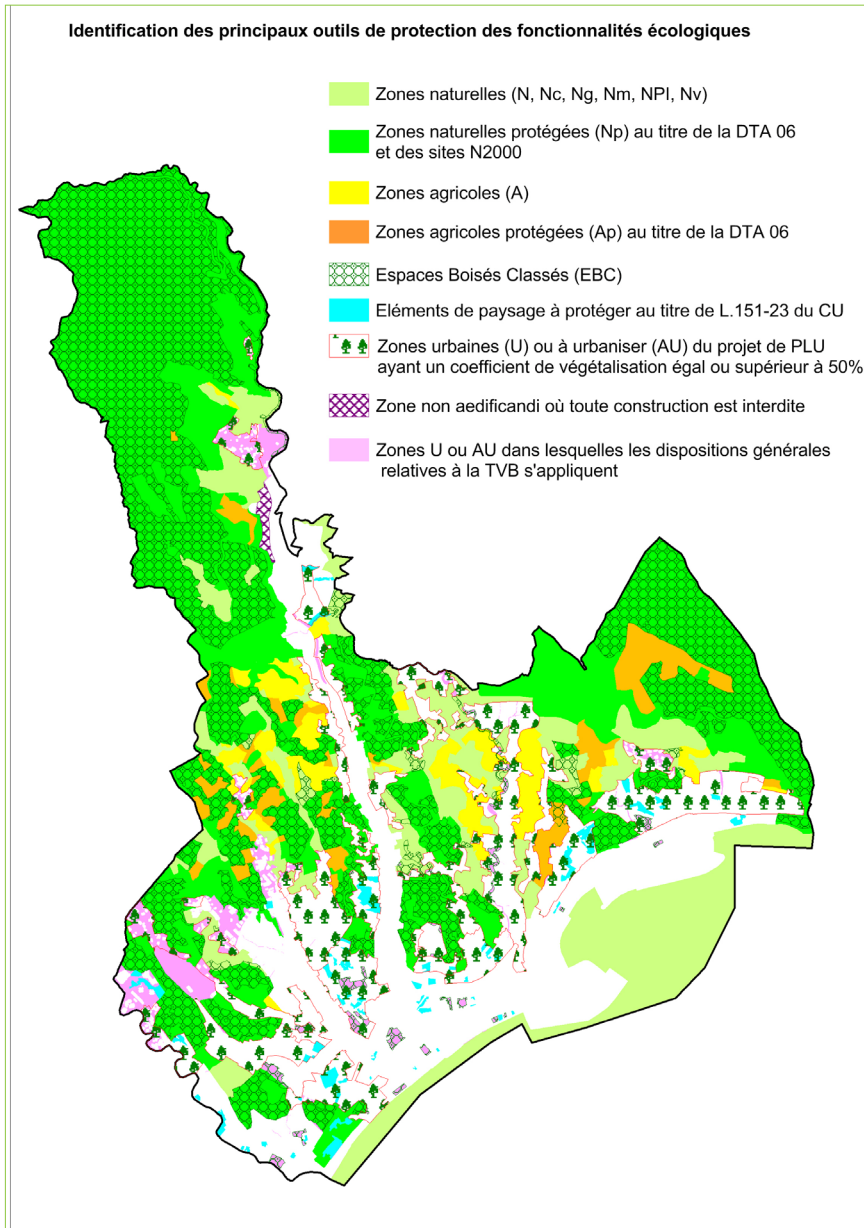 Identification des principaux outils de protection des fonctionnalités écologiques
Zones naturelles (N, Nc, Ng, Nm, NPI, Nv)
Zones naturelles protégées (Np) au titre de la DTA 06
et des sites N2000
Zones agricoles (A)
Zones agricoles protégées (Ap) au titre de la DTA 06
Espaces Boisés Classés (EBC)
Eléments de paysage à protéger au titre de L.151-23 du CU
Zones urbaines (U) ou à urbaniser (AU) du projet de PLU
ayant un coefficient de végétalisation égal ou supérieur à 50%
Zone non aedificandi où toute construction est interdite
Zones U ou AU dans lesquelles les dispositions générales
relatives à la TVB s'appliquent